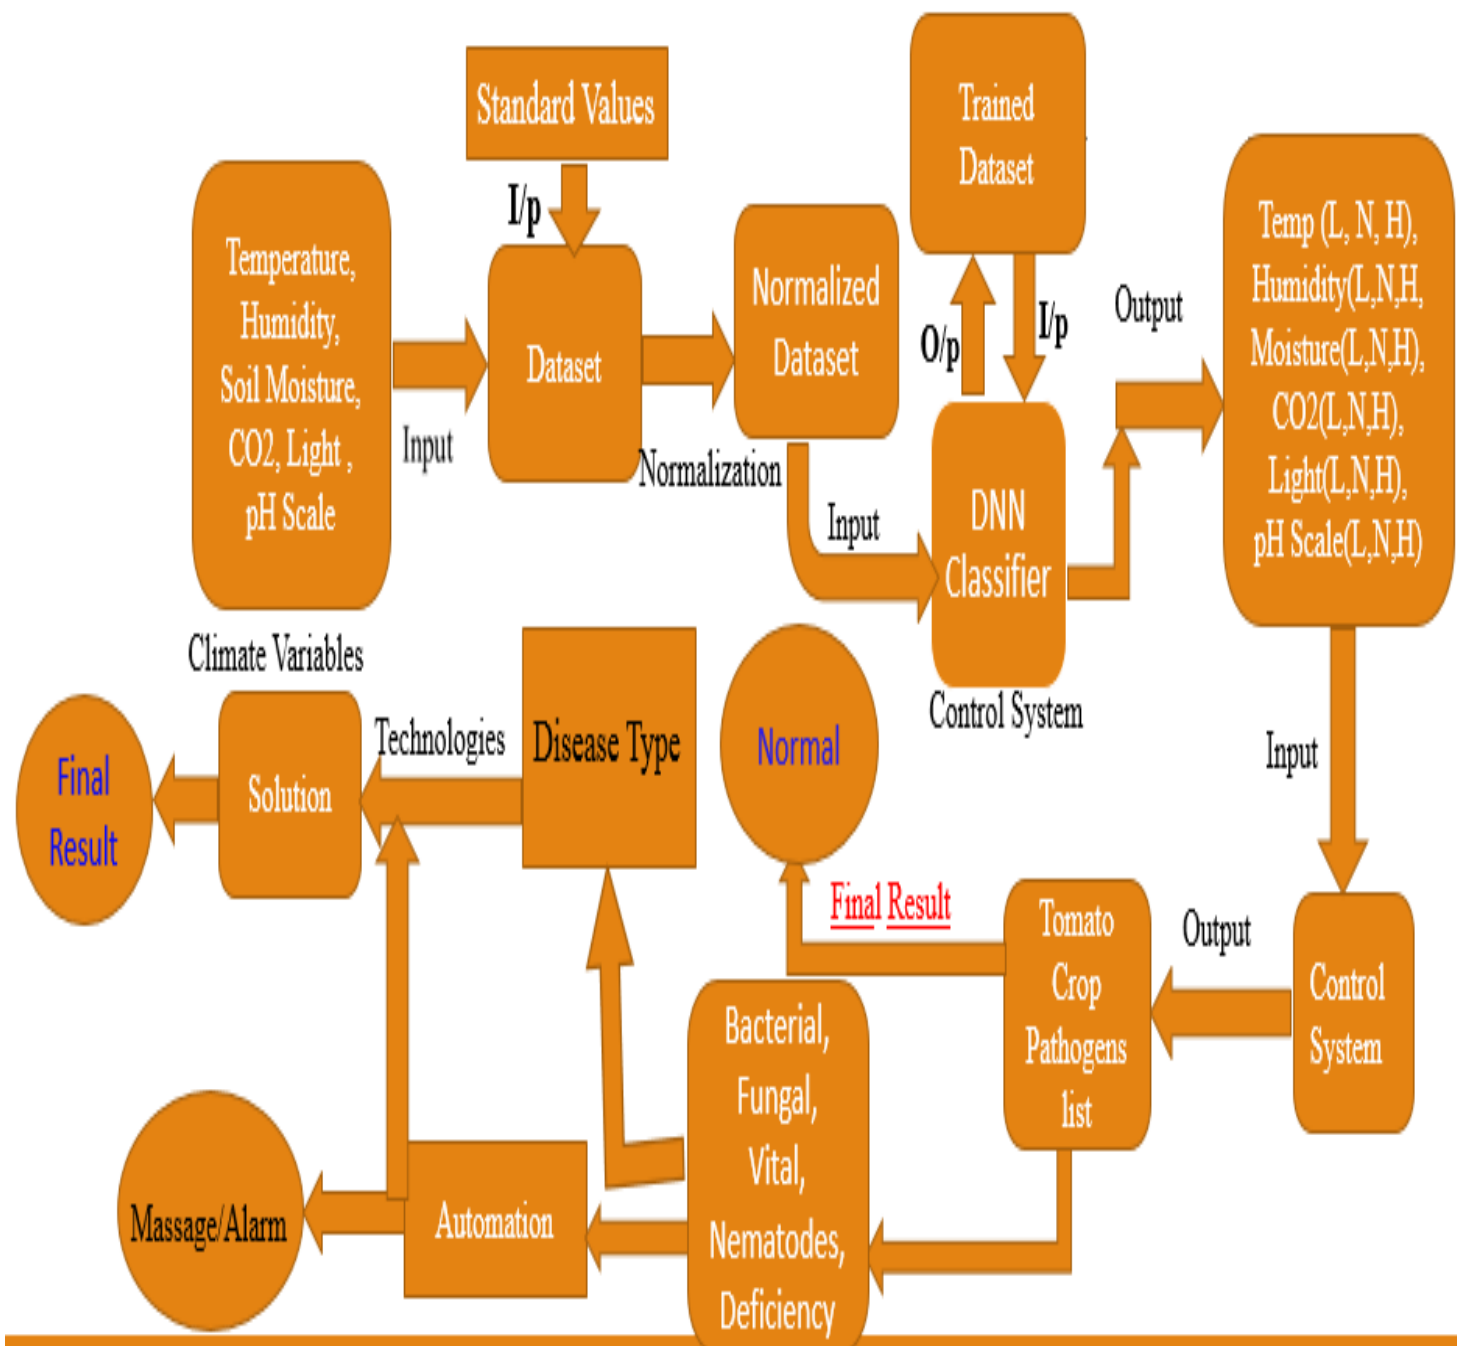 Standard Values
I/p
Temperature,
Humidity,
Soil Moisture,
CO2, Light ,
pH Scale
Climate Variables
Input
Dataset
Normalization
Normalized
Dataset
Input
Trained
Dataset
O/p
I/p
DNN
Classifier
Control System
Output
Temp (L, N, H),
Humidity(L,N,H,
Moisture(L,N,H),
CO2(L,N,H),
Light(L,N,H),
pH Scale(L,N,H)
Input
Control
System
Output
Tomato
Crop
Pathogens
list
Final Result
Normal
Bacterial,
Fungal,
Vital,
Nematodes,
Deficiency
Disease Type
Technologies
Solution
Final
Result
Automation
Massage/Alarm